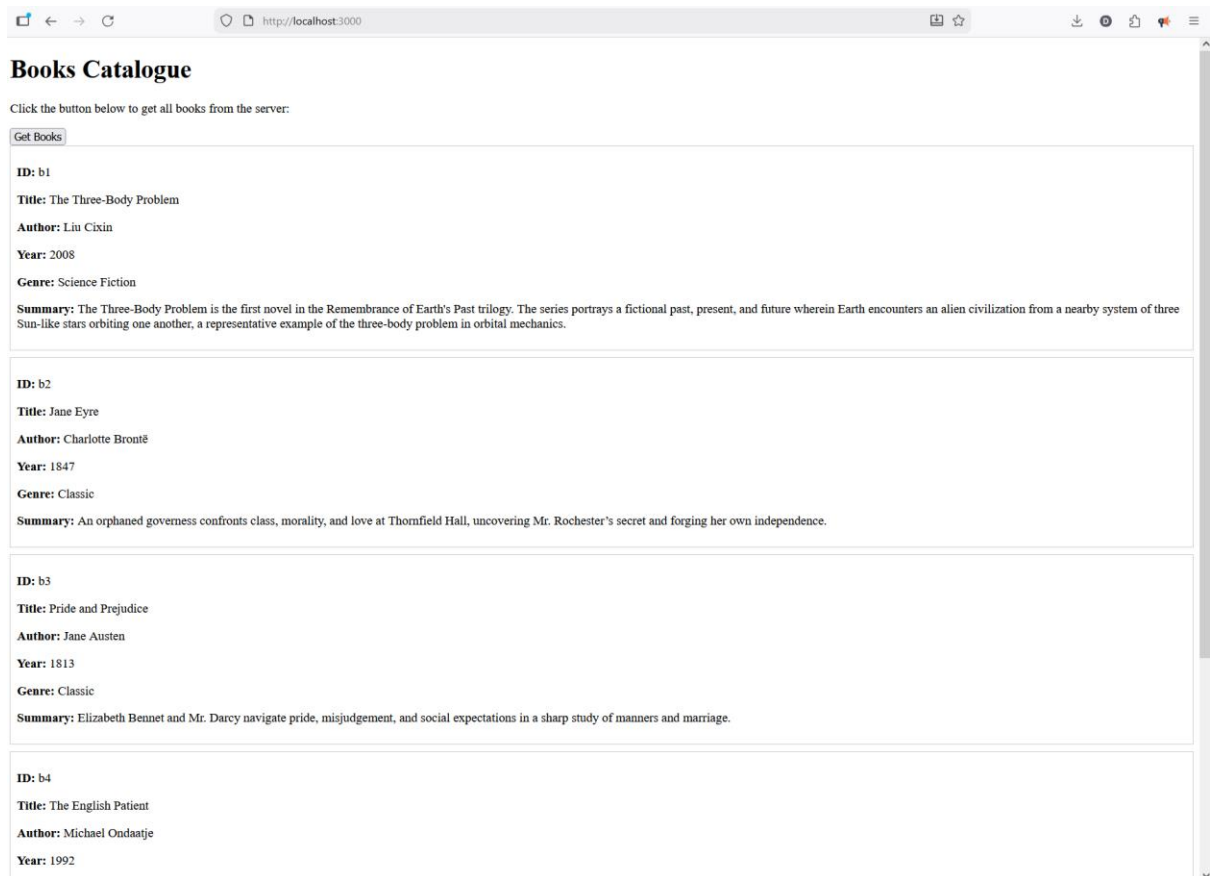 http://localhost:3000
Books Catalogue
Click the button below to get all books from the server:
Get Books
ID: b1
Title: The Three-Body Problem
Author: Liu Cixin
Year: 2008
Genre: Science Fiction
Summary: The Three-Body Problem is the first novel in the Remembrance of Earth's Past trilogy. The series portrays a fictional past, present, and future wherein Earth encounters an alien civilization from a nearby system of three
Sun-like stars orbiting one another, a representative example of the three-body problem in orbital mechanics.
ID: b2
Title: Jane Eyre
Author: Charlotte Brontë
Year: 1847
Genre: Classic
Summary: An orphaned governess confronts class, morality, and love at Thornfield Hall, uncovering Mr. Rochester’s secret and forging her own independence.
ID: b3
Title: Pride and Prejudice
Author: Jane Austen
Year: 1813
Genre: Classic
Summary: Elizabeth Bennet and Mr. Darcy navigate pride, misjudgement, and social expectations in a sharp study of manners and marriage.
ID: b4
Title: The English Patient
Author: Michael Ondaatje
Year: 1992